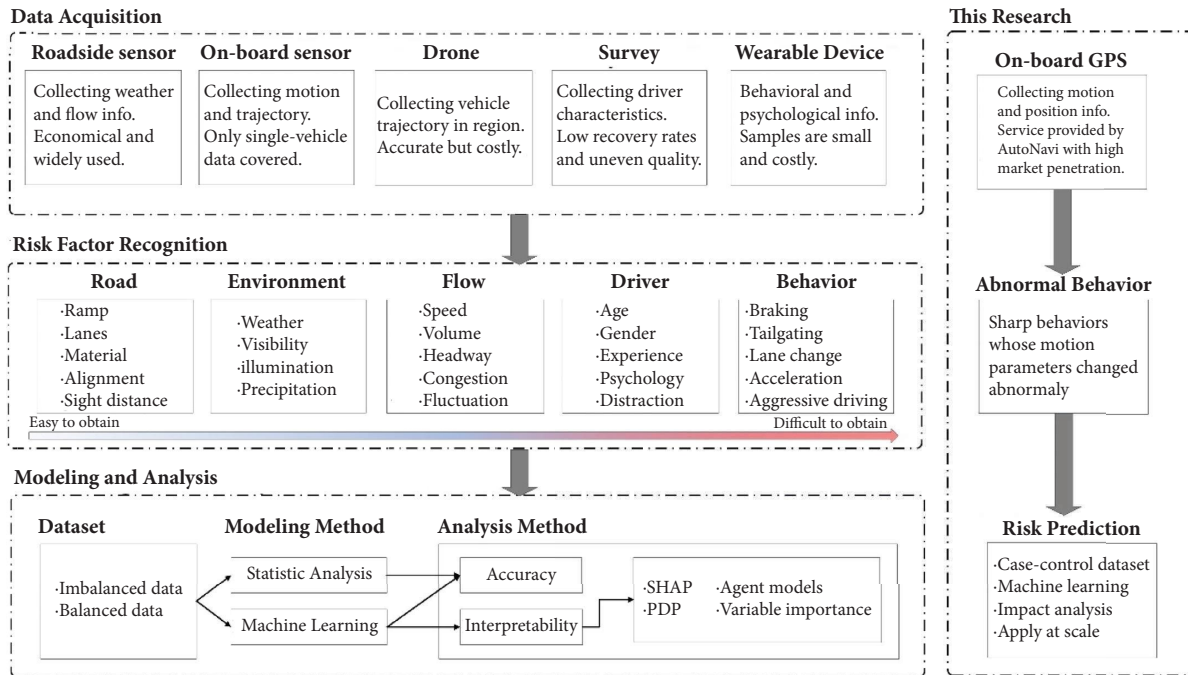 Data Acquisition
Roadside sensor
Collecting weather
and flow info.
Economical and
widely used.
On-board sensor
Collecting motion
and trajectory.
Only single-vehicle
data covered.
Drone
Collecting vehicle
trajectory in region.
Accurate but costly.
Survey
Collecting driver
characteristics.
Low recovery rates
and uneven quality.
Wearable Device
Behavioral and
psychological info.
Samples are small
and costly.
Risk Factor Recognition
Road
·Ramp
·Lanes
·Material
·Alignment
·Sight distance
Environment
·Weather
·Visibility
·illumination
·Precipitation
Flow
·Speed
·Volume
·Headway
·Congestion
·Fluctuation
Driver
·Age
·Gender
·Experience
·Psychology
·Distraction
Behavior
·Braking
·Tailgating
·Lane change
·Acceleration
·Aggressive driving
Easy to obtain
Difficult to obtain
Modeling and Analysis
Dataset
·Imbalanced data
·Balanced data
Modeling Method
Statistic Analysis
Machine Learning
Analysis Method
Accuracy
Interpretability
·SHAP
·PDP
·Agent models
·Variable importance
This Research
On-board GPS
Collecting motion
and position info.
Service provided by
AutoNavi with high
market penetration.
Abnormal Behavior
Sharp behaviors
whose motion
parameters changed
abnormaly
Risk Prediction
·Case-control dataset
·Machine learning
·Impact analysis
·Apply at scale